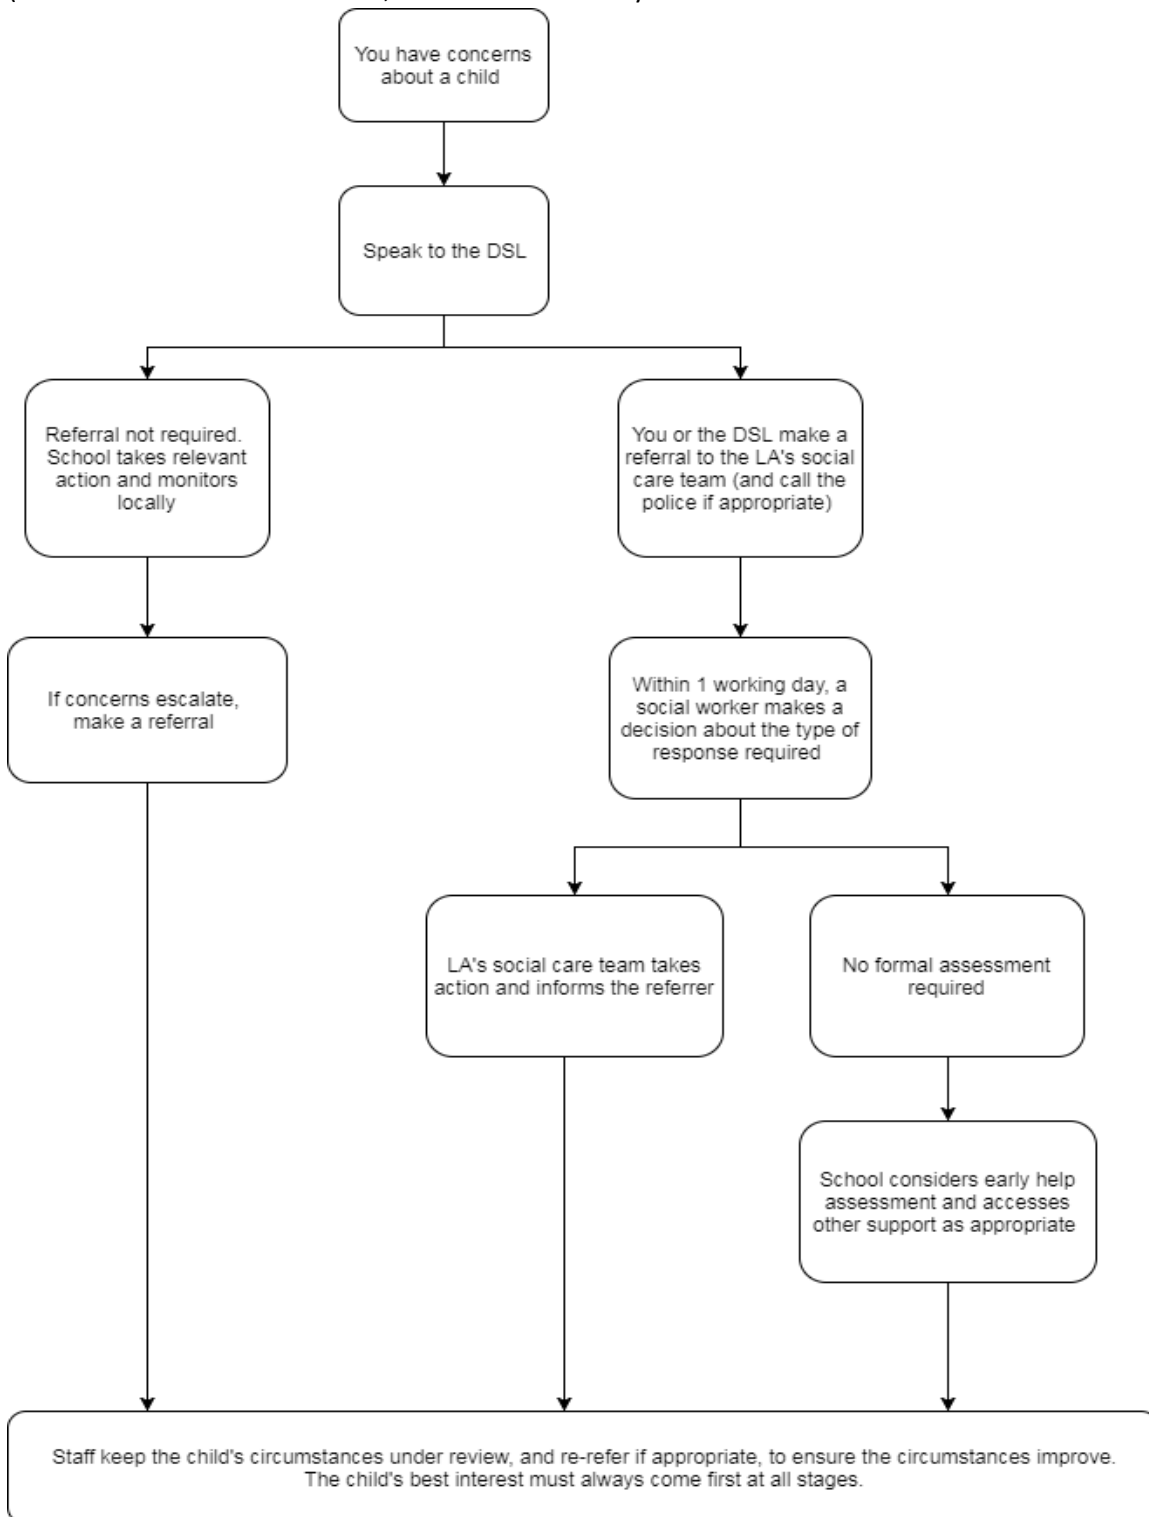 You have concerns
about a child
Speak to the DSL
Referral not required.
School takes relevant
action and monitors
locally
You or the DSL make a
referral to the LA's social
care team (and call the
police if appropriate)
If concerns escalate,
make a referral
Within 1 working day, a
social worker makes a
decision about the type of
response required
LA's social care team takes
action and informs the referrer
No formal assessment
required
School considers early help
assessment and accesses
other support as appropriate
Staff keep the child's circumstances under review, and re-refer if appropriate, to ensure the circumstances improve.
The child's best interest must always come first at all stages.